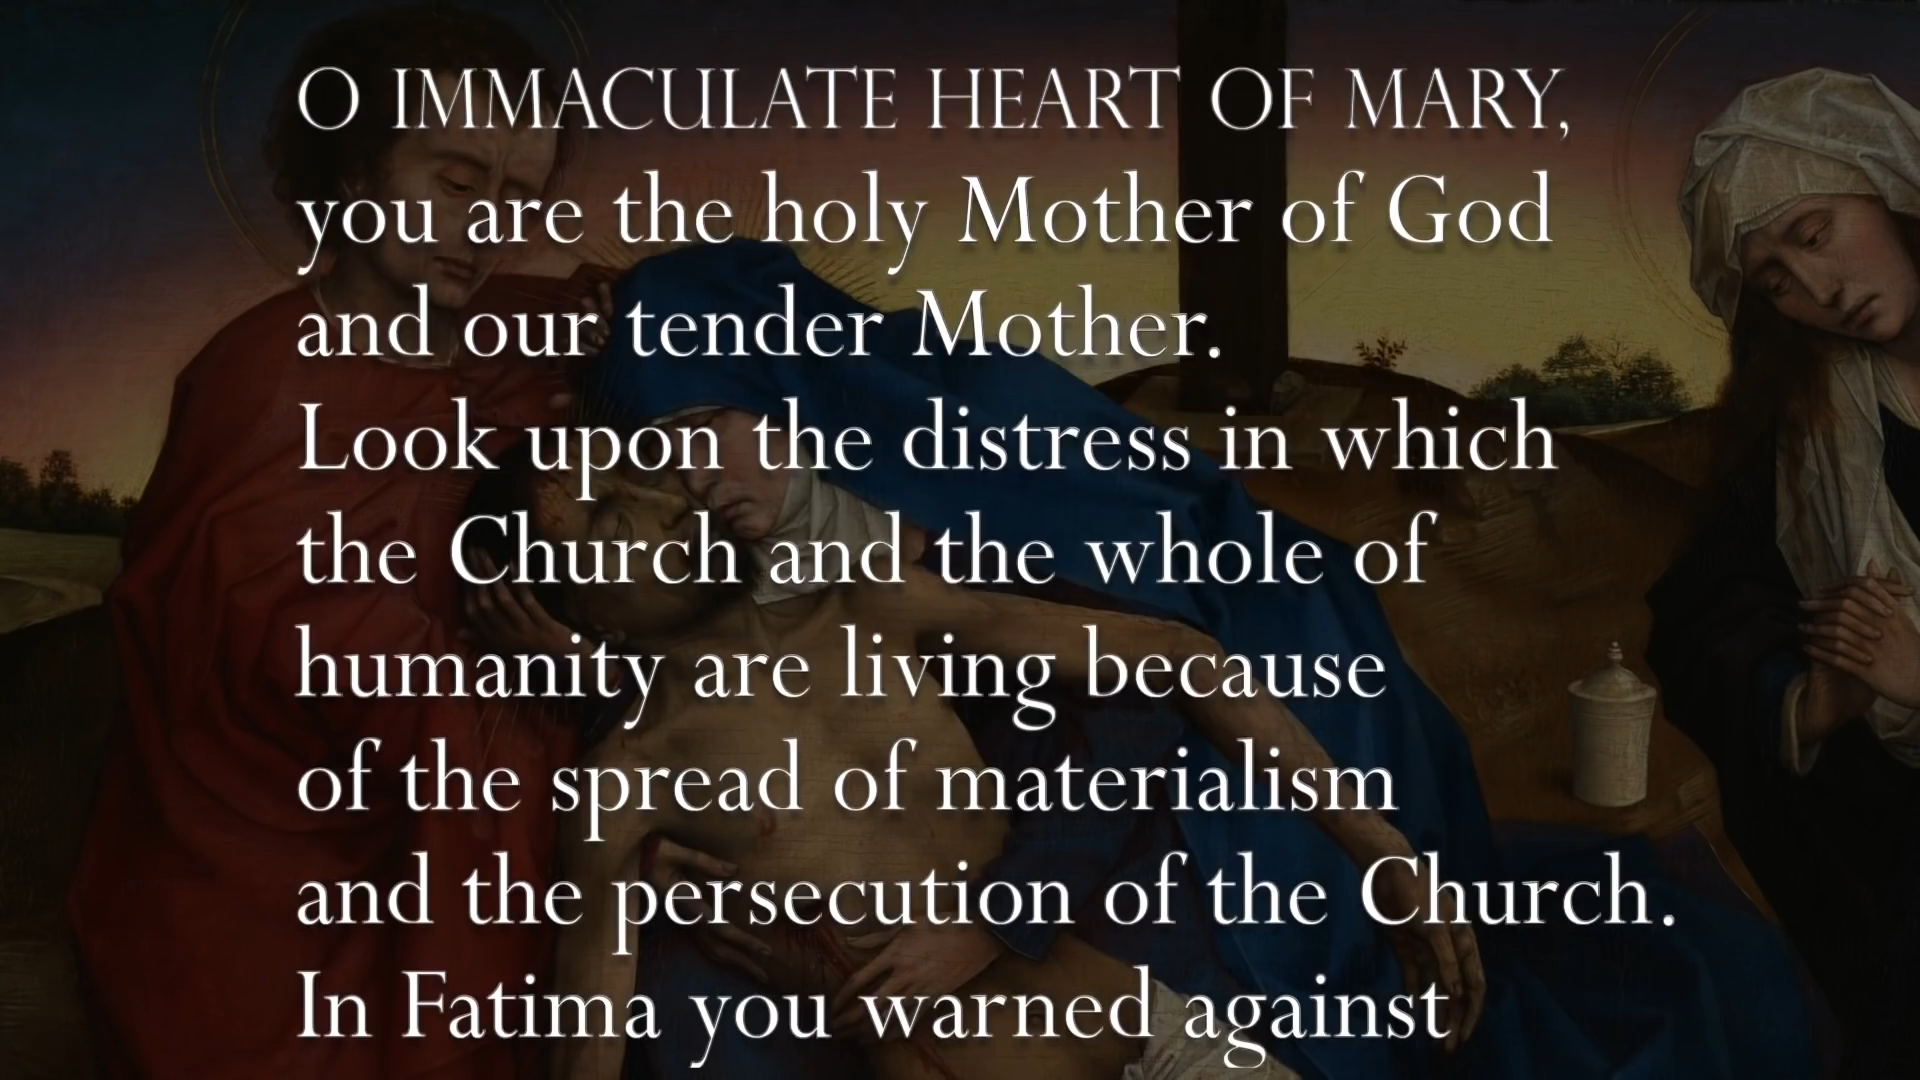 O IMMACULATE HEART OF MARY,
you are the holy Mother of God
and our tender Mother.
Look upon the distress in which
the Church and the whole of
humanity are living because
of the spread of materialism
and the persecution of the Church.
In Fatima you warned against